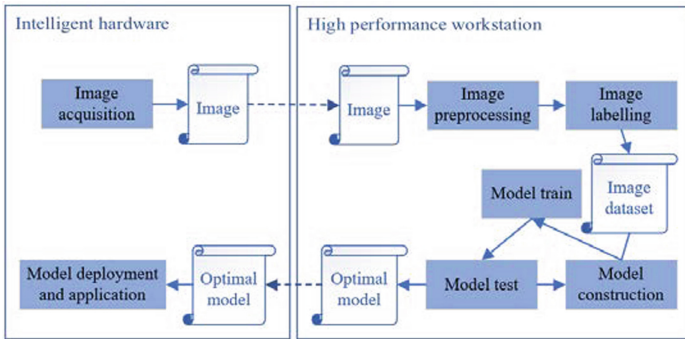 Intelligent hardware
High performance workstation
Image
acquisition
Image
Image
Image
preprocessing
Image
labelling
Image
dataset
Model train
Model deployment
and application
Optimal
model
Optimal
model
Model test
Model
construction